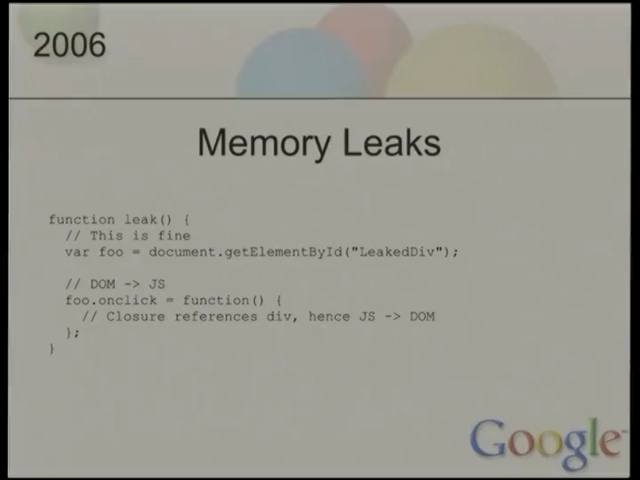 2006
Memory Leaks
function leak() {
// This is fine
var foo = document.getElementById("LeakedDiv");
// DOM -> JS
foo.onclick = function() {
// Closure references div, hence JS -> DOM
};
}
Google